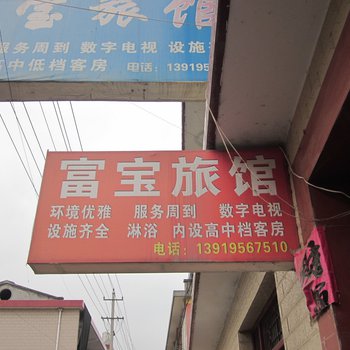 宝旅馆
服务周到 数字电视 设施
中低档客房 电话：139195
富宝旅馆
环境优雅 服务周到 数字电视
设施齐全 淋浴 内设高中档客房
电话：13919567510